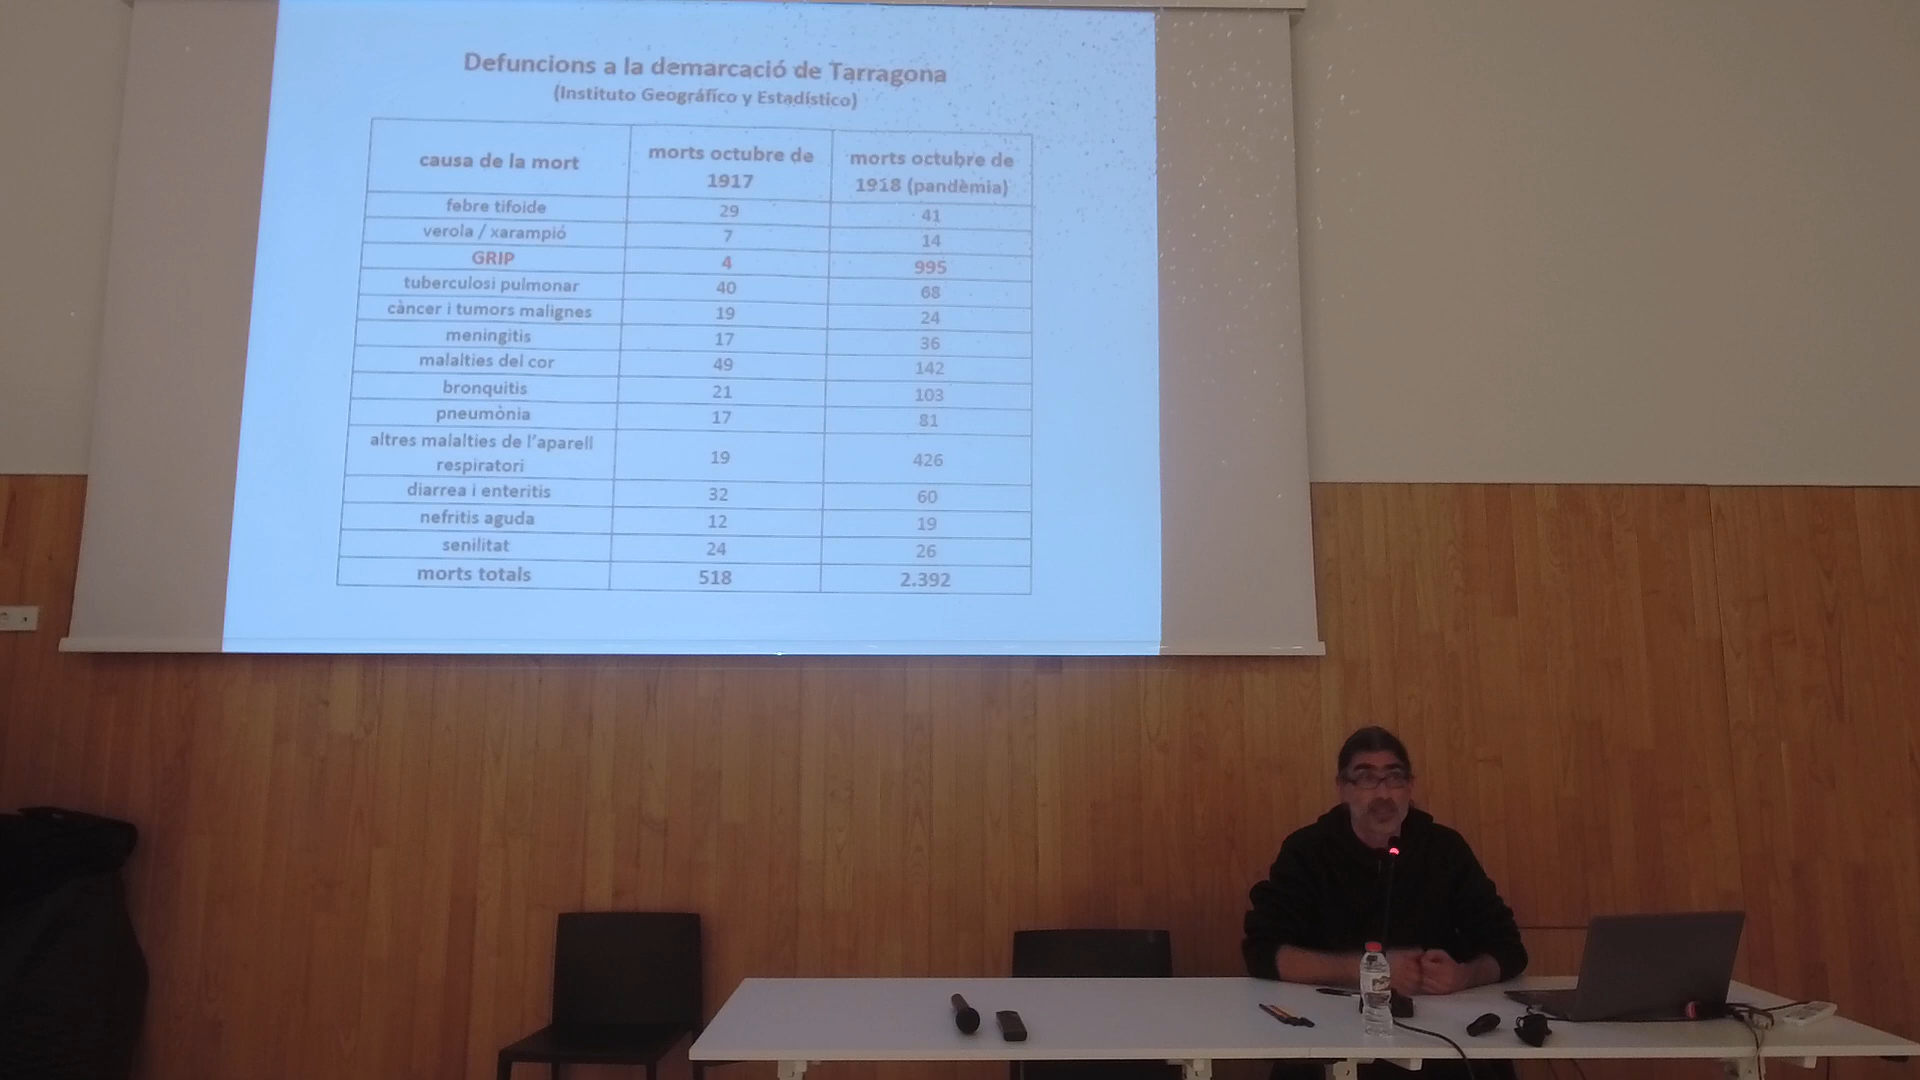 Defuncions a la demarcació de Tarragona
(Instituto Geográfico y Estadístico)
causa de la mort
morts octubre de
1917
morts octubre de
1918 (pandèmia)
febre tifoide 29 41
verola / xarampió 7 14
GRIP 4 995
tuberculosi pulmonar 40 68
càncer i tumors malignes 19 24
meningitis 17 36
malalties del cor 49 142
bronquitis 21 103
pneumònia 17 81
altres malalties de l'aparell
respiratori 19 426
diarrea i enteritis 32 60
nefritis aguda 12 19
senilitat 24 26
morts totals 518 2.392